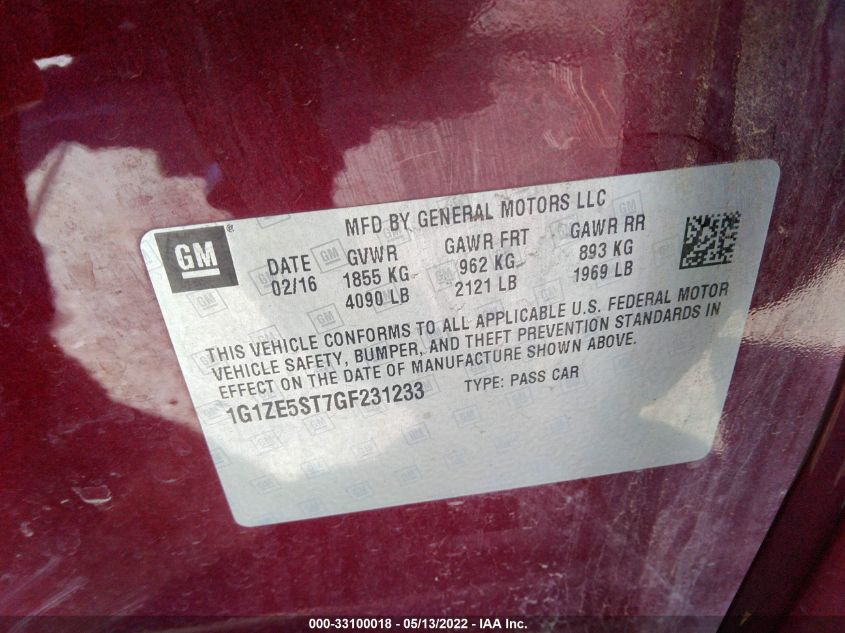 MFD BY GENERAL MOTORS LLC
GM ®
DATE GVWR GAWR FRT GAWR RR
02/16 1855 KG 962 KG 893 KG
4090 LB 2121 LB 1969 LB
THIS VEHICLE CONFORMS TO ALL APPLICABLE U.S. FEDERAL MOTOR
VEHICLE SAFETY, BUMPER, AND THEFT PREVENTION STANDARDS IN
EFFECT ON THE DATE OF MANUFACTURE SHOWN ABOVE.
1G1ZE5ST7GF231233 TYPE: PASS CAR
000-33100018 - 05/13/2022 - IAA Inc.